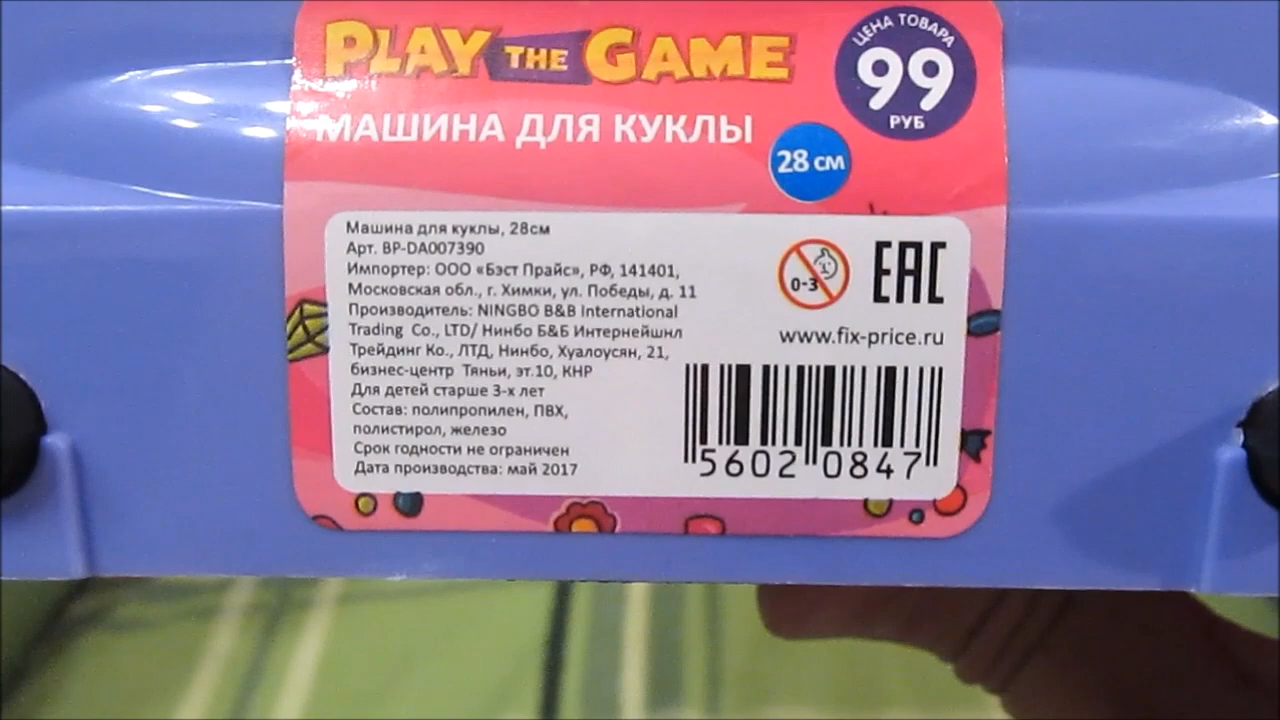 PLAY THE GAME
ЦЕНА ТОВАРА
99
РУБ
МАШИНА ДЛЯ КУКЛЫ
28 см
Машина для куклы, 28см
Арт. BP-DA007390
Импортер: ООО «Бэст Прайс», РФ, 141401,
Московская обл., г. Химки, ул. Победы, д. 11
Производитель: NINGBO B&B International
Trading Co., LTD/ Нинбо Б&Б Интернейшнл
Трейдинг Ко., ЛТД, Нинбо, Хуалоусян, 21,
бизнес-центр Тяньи, эт.10, КНР
Для детей старше 3-х лет
Состав: полипропилен, ПВХ,
полистирол, железо
Срок годности не ограничен
Дата производства: май 2017
0-3
EAC
www.fix-price.ru
5602 0847